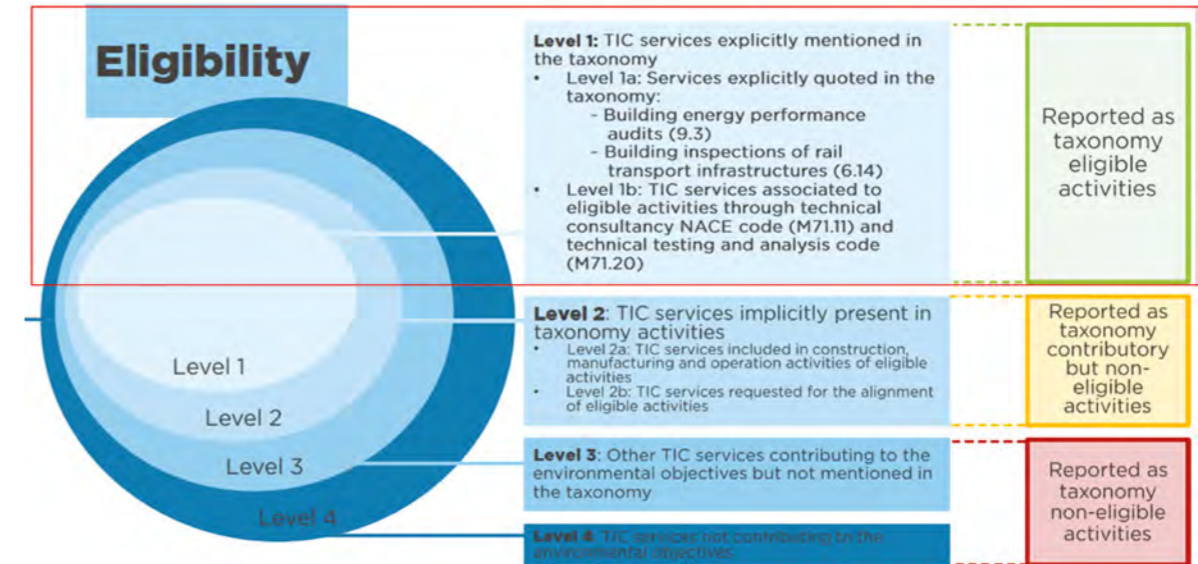 Eligibility
Level 1
Level 2
Level 3
Level 4
Level 1: TIC services explicitly mentioned in
the taxonomy
• Level 1a: Services explicitly quoted in the
taxonomy:
- Building energy performance
audits (9.3)
- Building inspections of rail
transport infrastructures (6.14)
• Level 1b: TIC services associated to
eligible activities through technical
consultancy NACE code (M71.11) and
technical testing and analysis code
(M71.20)
Reported as
taxonomy
eligible
activities
Level 2: TIC services implicitly present in
taxonomy activities
• Level 2a: TIC services included in construction,
manufacturing and operation activities of eligible
activities
• Level 2b: TIC services requested for the alignment
of eligible activities
Reported as
taxonomy
contributory
but non-
eligible
activities
Level 3: Other TIC services contributing to the
environmental objectives but not mentioned in
the taxonomy
Level 4: TIC services not contributing to the
environmental objectives
Reported as
taxonomy
non-eligible
activities